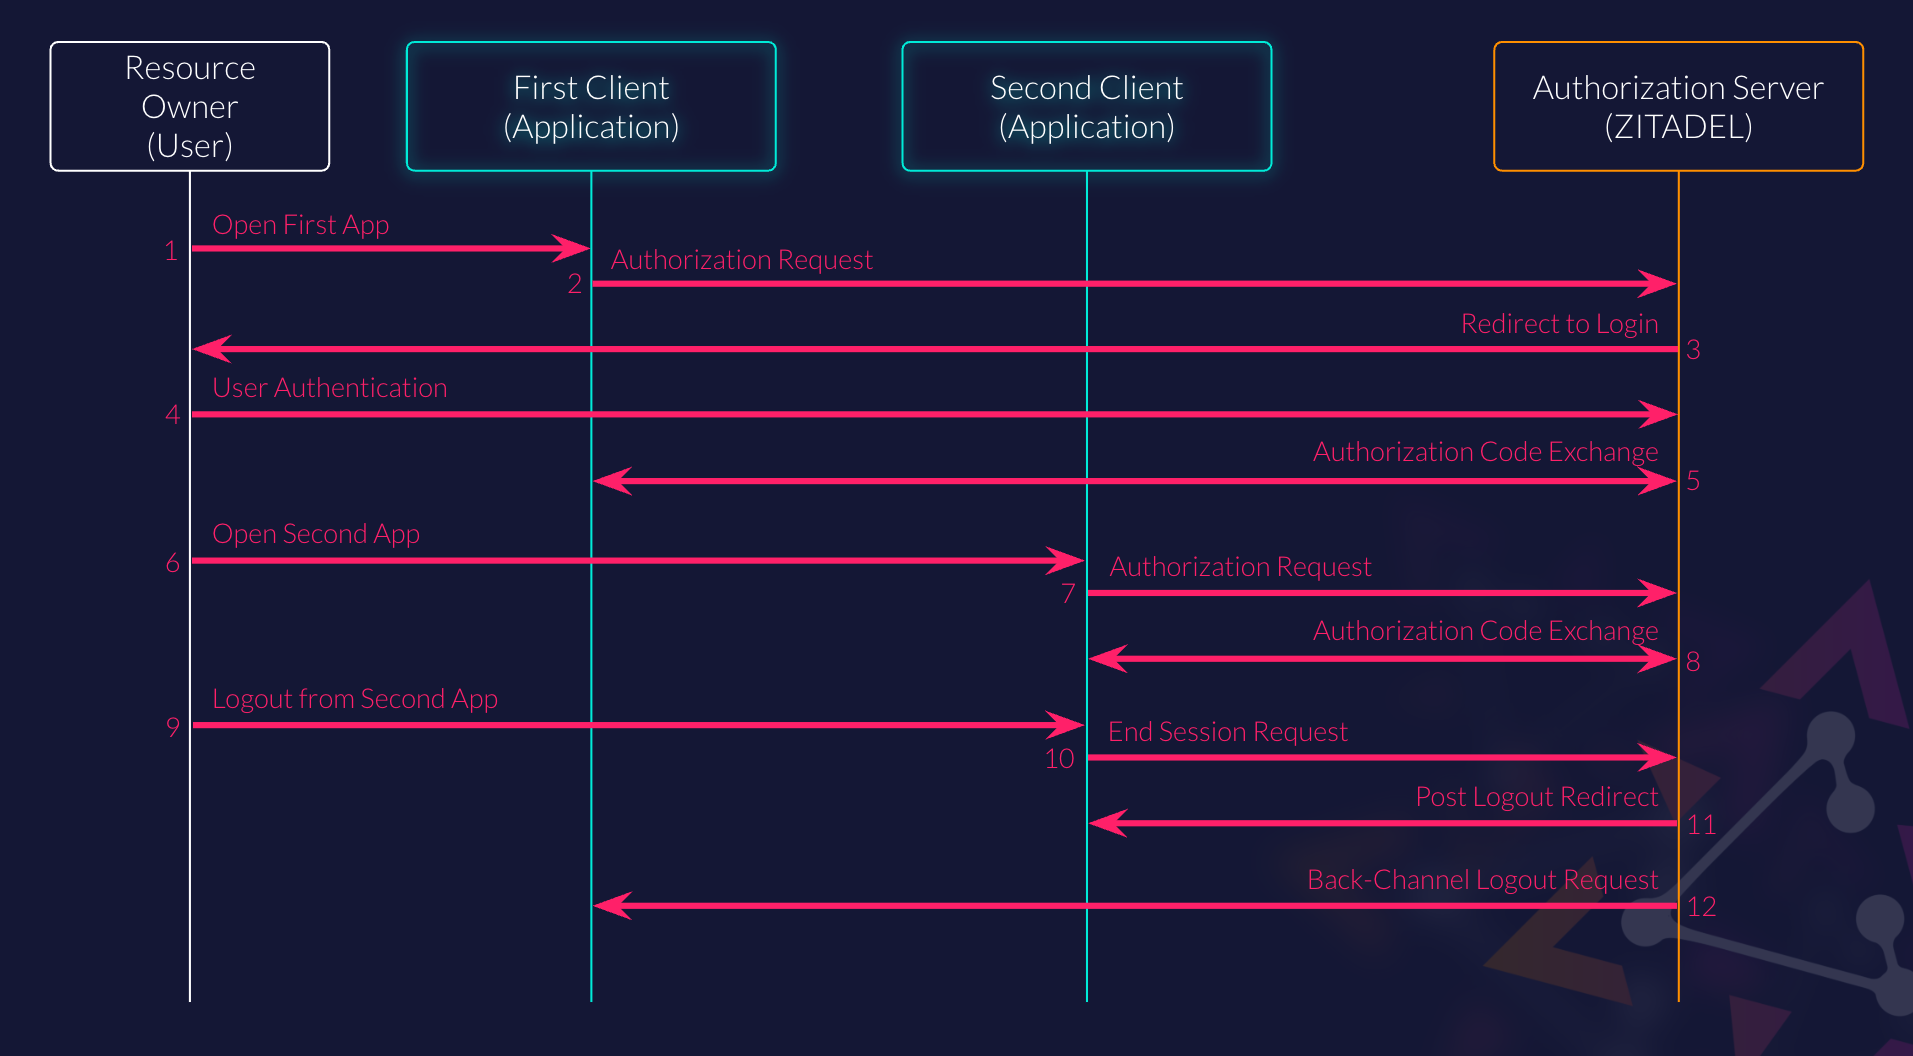 Resource
Owner
(User)
First Client
(Application)
Second Client
(Application)
Authorization Server
(ZITADEL)
Open First App
1
Authorization Request
2
Redirect to Login
3
User Authentication
4
Authorization Code Exchange
5
Open Second App
6
Authorization Request
7
Authorization Code Exchange
8
Logout from Second App
9
End Session Request
10
Post Logout Redirect
11
Back-Channel Logout Request
12